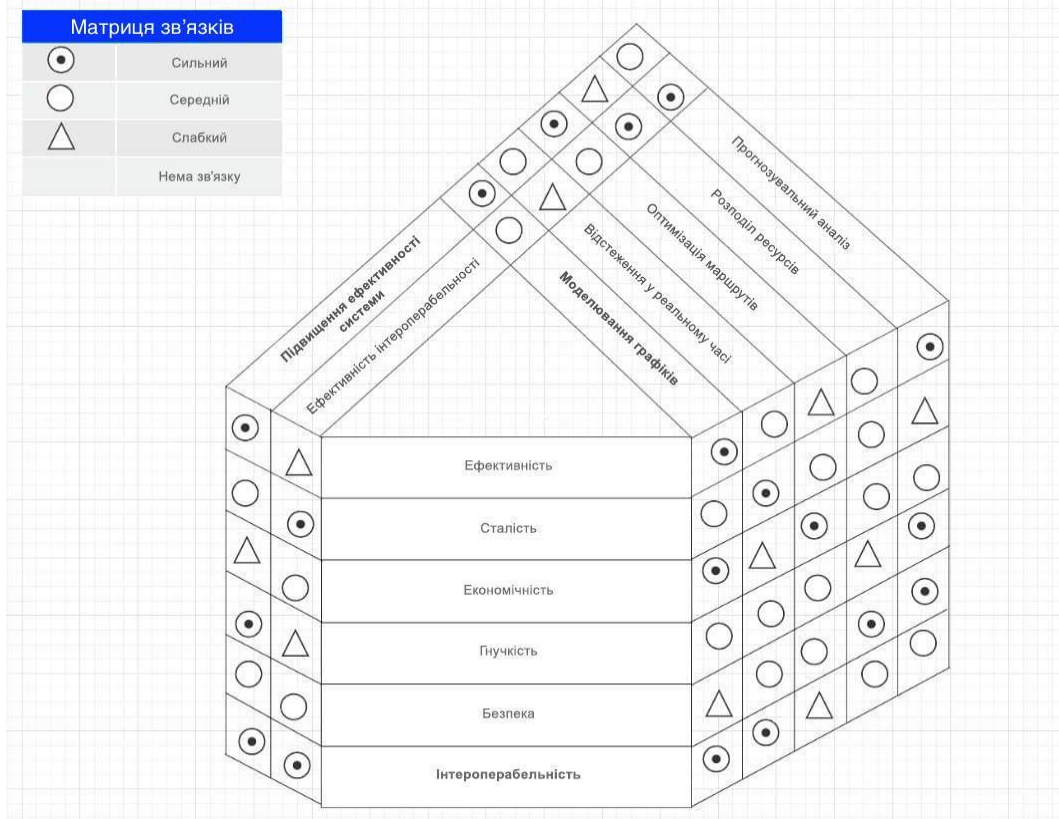 Матриця зв’язків
Сильний
Середній
Слабкий
Нема зв'язку
Прогнозувальний аналіз
Розподіл ресурсів
Оптимізація маршрутів
Відстеження у реальному часі
Моделювання графіків
Підвищення ефективності
системи
Ефективність інтероперабельності
Ефективність
Сталість
Економічність
Гнучкість
Безпека
Інтероперабельність